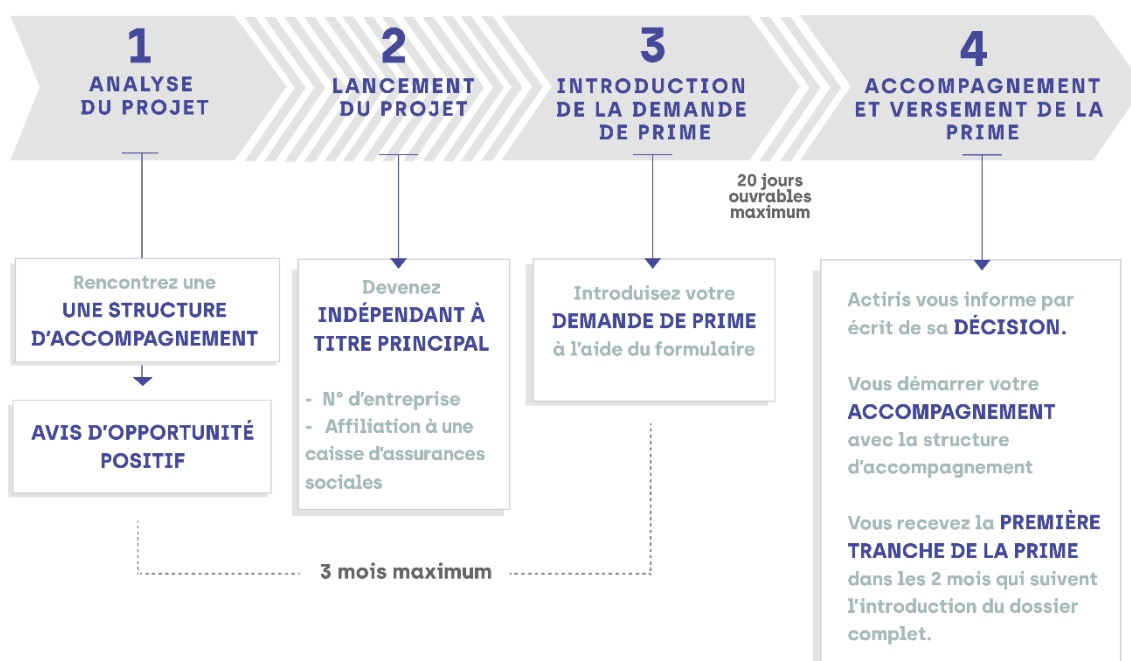 1
ANALYSE
DU PROJET
2
LANCEMENT
DU PROJET
3
INTRODUCTION
DE LA DEMANDE
DE PRIME
4
ACCOMPAGNEMENT
ET VERSEMENT DE LA
PRIME
20 jours
ouvrables
maximum
Rencontrez une
UNE STRUCTURE
D'ACCOMPAGNEMENT
AVIS D'OPPORTUNITÉ
POSITIF
Devenez
INDÉPENDANT À
TITRE PRINCIPAL
- N° d'entreprise
- Affiliation à une
caisse d'assurances
sociales
Introduisez votre
DEMANDE DE PRIME
à l'aide du formulaire
3 mois maximum
Actiris vous informe par
écrit de sa DÉCISION.
Vous démarrer votre
ACCOMPAGNEMENT
avec la structure
d'accompagnement
Vous recevez la PREMIÈRE
TRANCHE DE LA PRIME
dans les 2 mois qui suivent
l'introduction du dossier
complet.